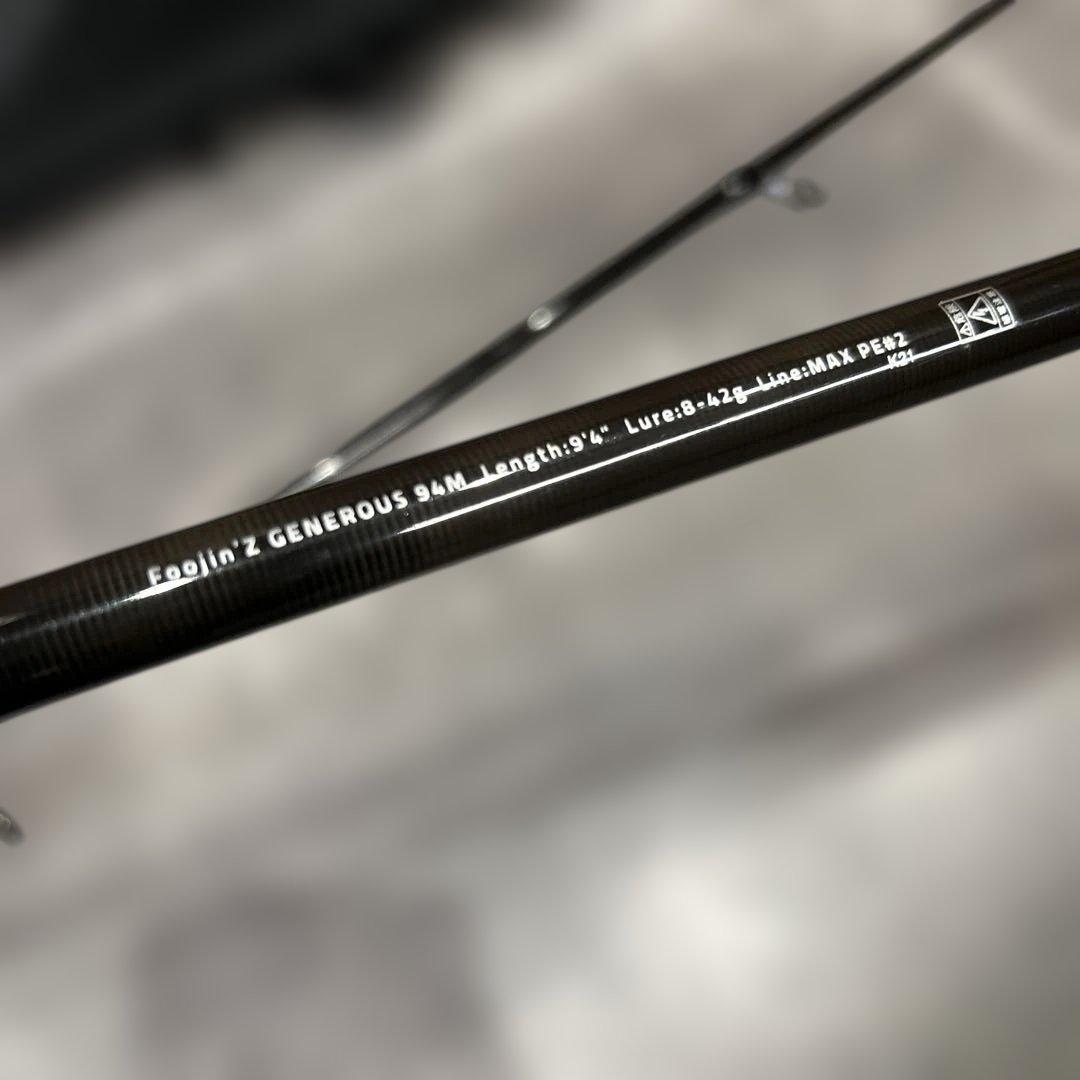 Foojin'Z GENEROUS 94M Length:9'4" Lure:8-42g Line:MAX PE#2
K21